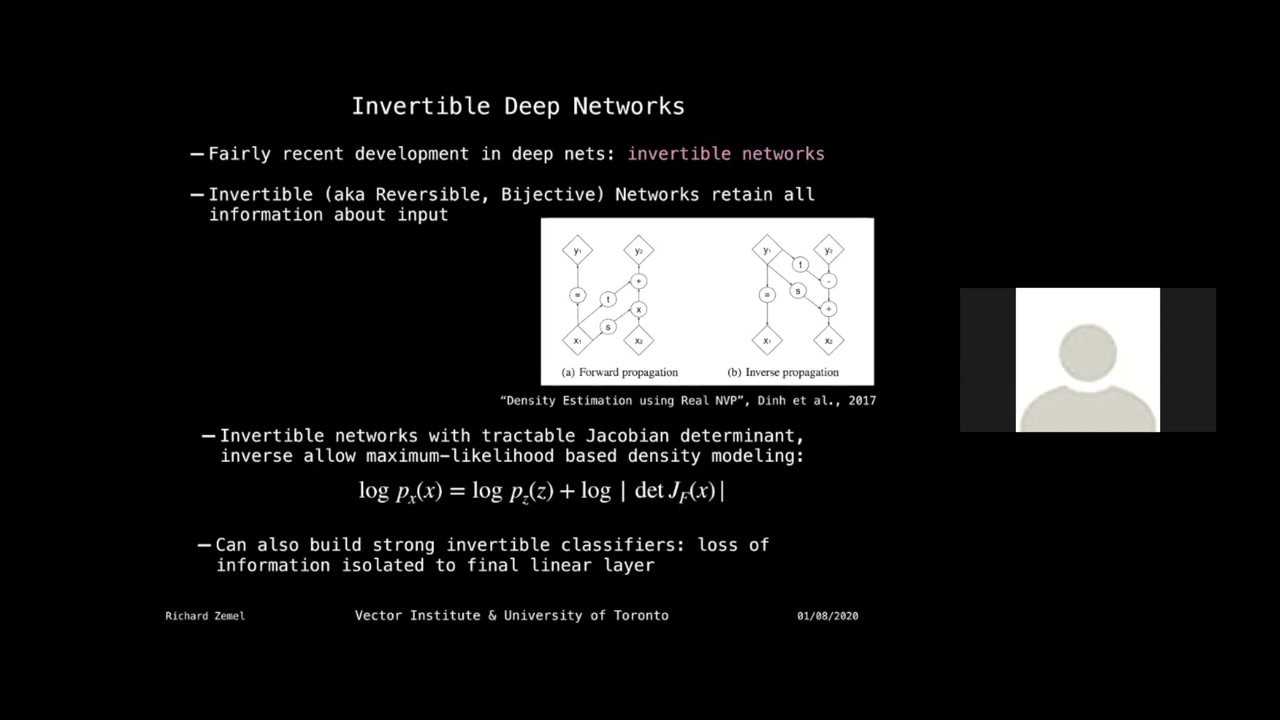 Invertible Deep Networks
—Fairly recent development in deep nets: invertible networks
—Invertible (aka Reversible, Bijective) Networks retain all
information about input
y1 y2 y1 y2
= t + x s
= t s - ÷
x1 x2 x1 x2
(a) Forward propagation (b) Inverse propagation
“Density Estimation using Real NVP”, Dinh et al., 2017
—Invertible networks with tractable Jacobian determinant,
inverse allow maximum—likelihood based density modeling:
log pₓ(x) = log p_z(z) + log | det J_F(x)|
—Can also build strong invertible classifiers: loss of
information isolated to final linear layer
Richard Zemel Vector Institute & University of Toronto 01/08/2020